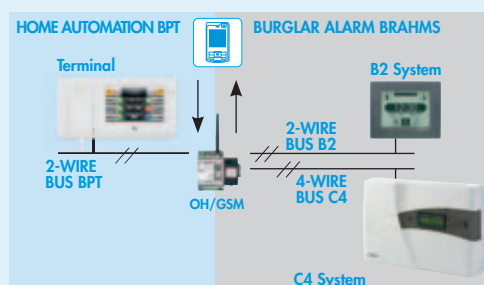 HOME AUTOMATION BPT
BURGLAR ALARM BRAHMS
Terminal
B2 System
2-WIRE
BUS B2
2-WIRE
BUS BPT
4-WIRE
BUS C4
OH/GSM
C4 System